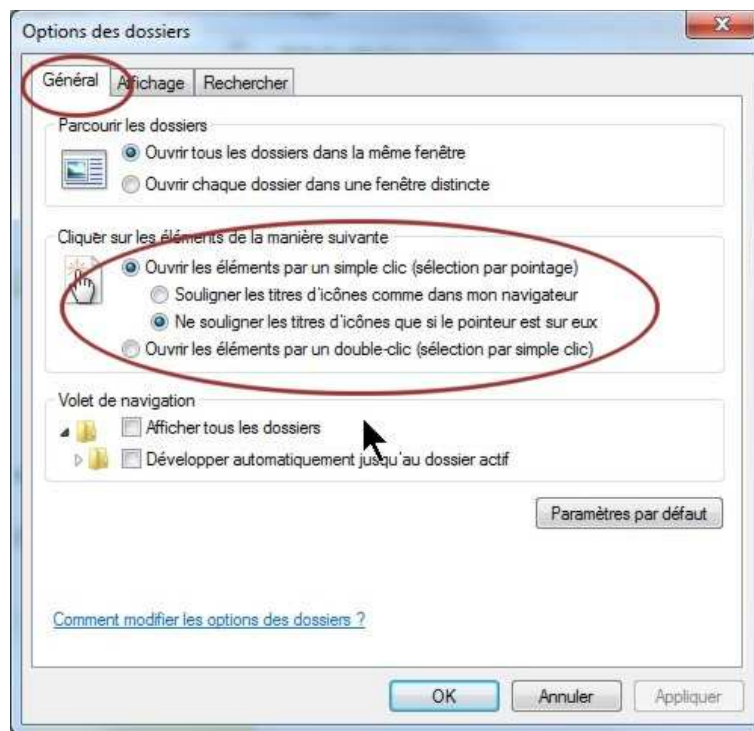 Options des dossiers
Général Affichage Rechercher
Parcourir les dossiers
Ouvrir tous les dossiers dans la même fenêtre
Ouvrir chaque dossier dans une fenêtre distincte
Cliquer sur les éléments de la manière suivante
Ouvrir les éléments par un simple clic (sélection par pointage)
Souligner les titres d'icônes comme dans mon navigateur
Ne souligner les titres d'icônes que si le pointeur est sur eux
Ouvrir les éléments par un double-clic (sélection par simple clic)
Volet de navigation
Afficher tous les dossiers
Développer automatiquement jusqu'au dossier actif
Paramètres par défaut
Comment modifier les options des dossiers ?
OK Annuler Appliquer